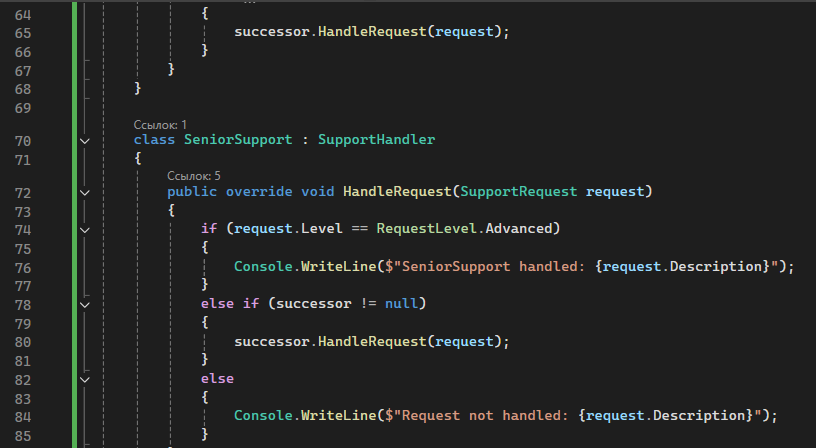 64 {
65 successor.HandleRequest(request);
66 }
67 }
68 }
69
Ссылок: 1
70 class SeniorSupport : SupportHandler
71 {
Ссылок: 5
72 public override void HandleRequest(SupportRequest request)
73 {
74 if (request.Level == RequestLevel.Advanced)
75 {
76 Console.WriteLine($"SeniorSupport handled: {request.Description}");
77 }
78 else if (successor != null)
79 {
80 successor.HandleRequest(request);
81 }
82 else
83 {
84 Console.WriteLine($"Request not handled: {request.Description}");
85 }